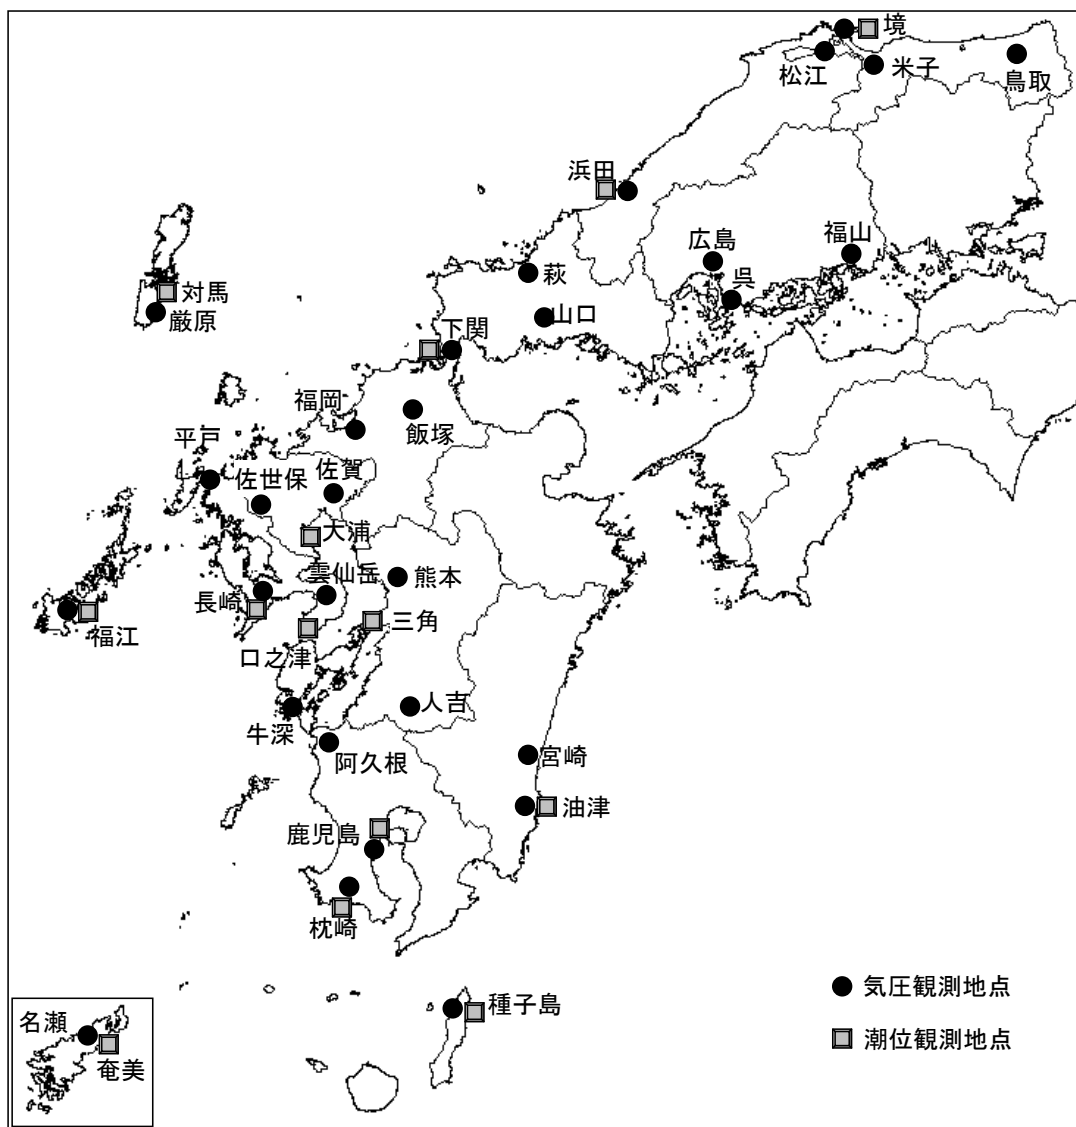 境
松江
米子
鳥取
浜田
広島
福山
萩
呉
対馬
山口
厳原
下関
福岡
飯塚
平戸
佐世保
佐賀
大浦
雲仙岳
熊本
長崎
三角
福江
口之津
人吉
牛深
阿久根
宮崎
油津
鹿児島
枕崎
気圧観測地点
種子島
名瀬
潮位観測地点
奄美